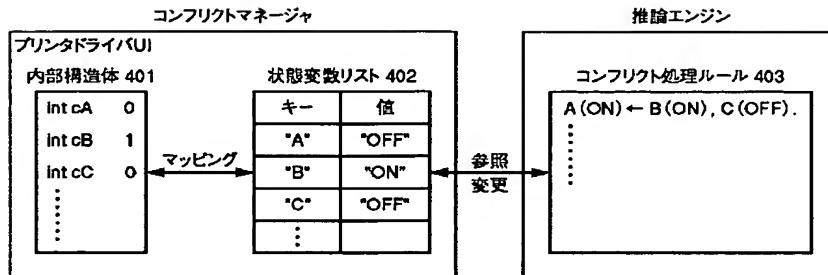 コンフリクトマネージャ
推論エンジン
プリンタドライバUI
内部構造体 401
int cA 0
int cB 1
int cC 0
マッピング
状態変数リスト 402
キー 値
"A" "OFF"
"B" "ON"
"C" "OFF"
参照
変更
コンフリクト処理ルール 403
A(ON)←B(ON),C(OFF).